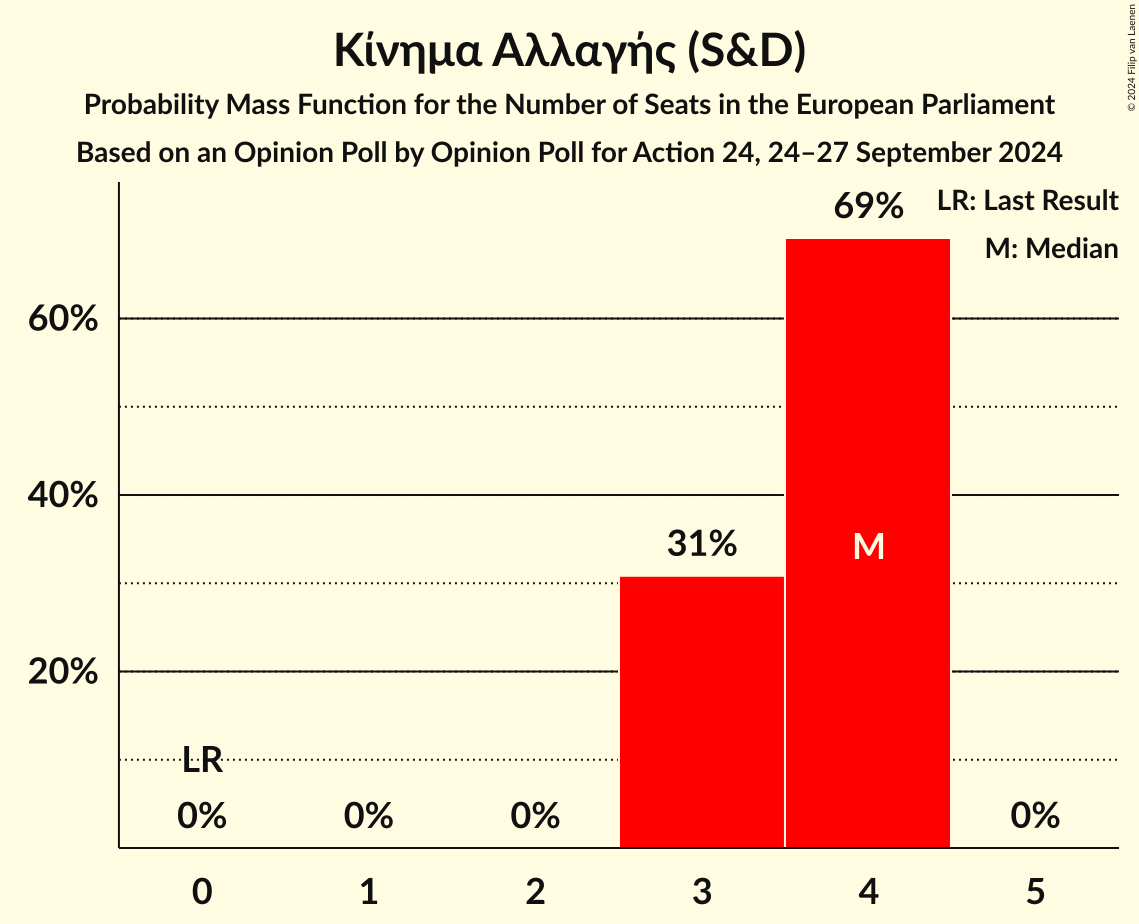 Κίνημα Αλλαγής (S&D)
Probability Mass Function for the Number of Seats in the European Parliament
Based on an Opinion Poll by Opinion Poll for Action 24, 24–27 September 2024
© 2024 Filip van Laenen
LR: Last Result
M: Median
69%
60%
40%
31%
M
20%
LR
0%
0%
0%
0%
0
1
2
3
4
5